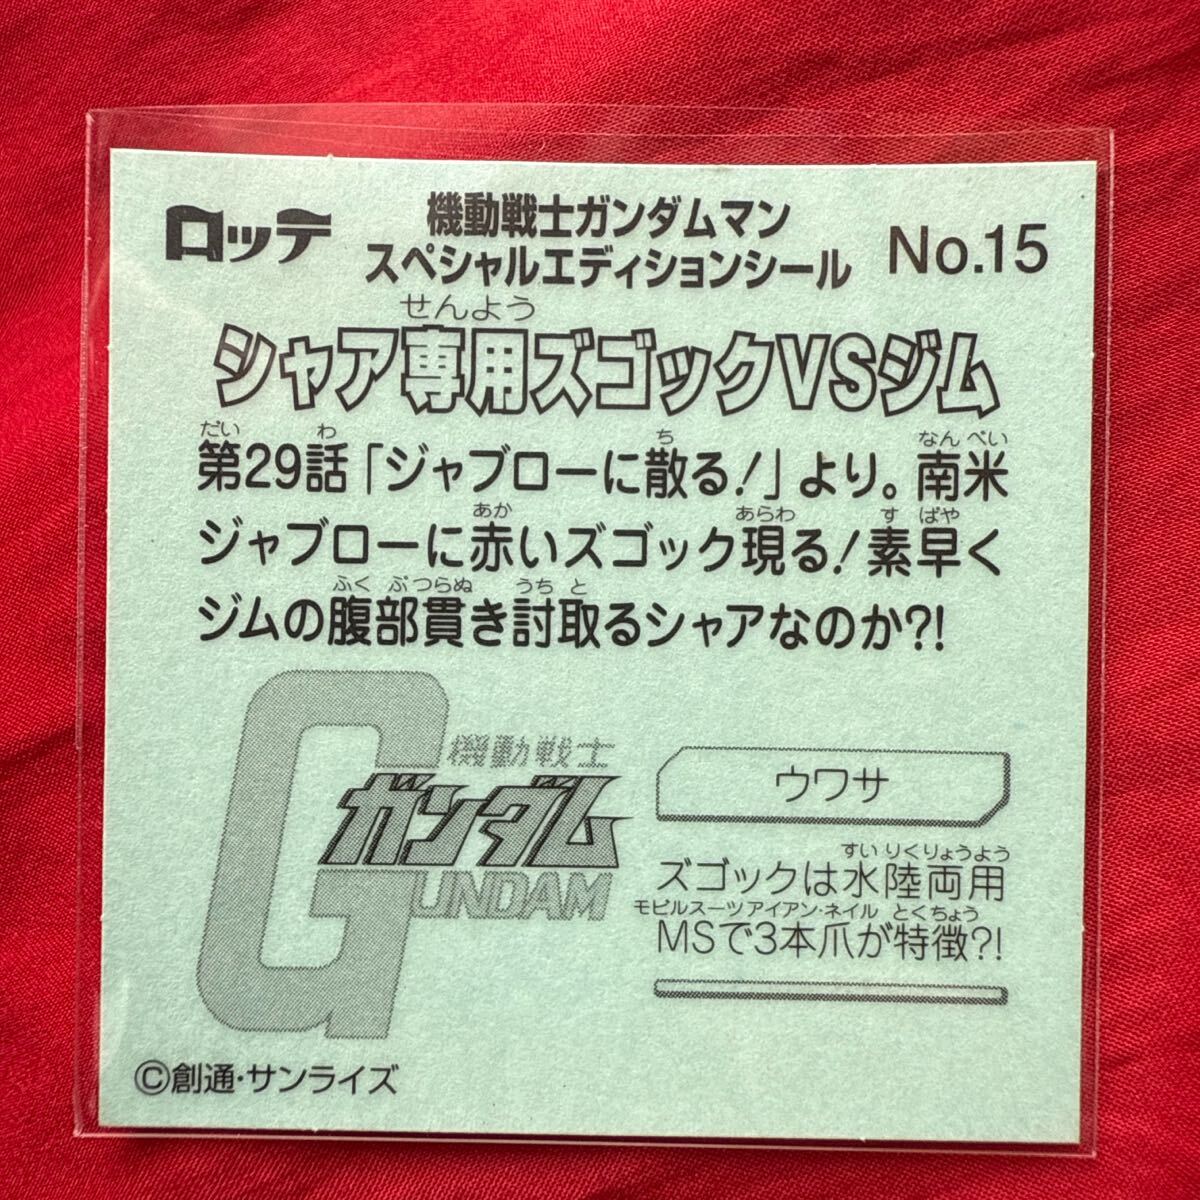 ロッテ
機動戦士ガンダムマン
スペシャルエディションシール
No.15
せんよう
シャア専用ズゴックVSジム
だい わ ち なんべい
第29話「ジャブローに散る!」より。南米
あか あらわ す ばや
ジャブローに赤いズゴック現る!素早く
ふく ぶ つらぬ うち と
ジムの腹部貫き討取るシャアなのか?!
機動戦士
ガンダム
GUNDAM
ウワサ
すい りくりょうよう
ズゴックは水陸両用
モビルスーツ アイアン・ネイル とくちょう
MSで3本爪が特徴?!
©創通・サンライズ